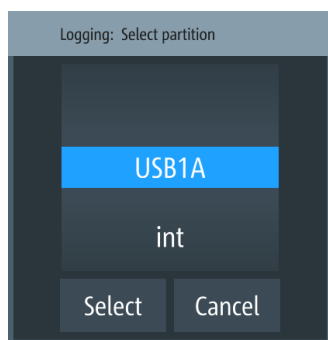 Logging: Select partition
USB1A
int
Select Cancel